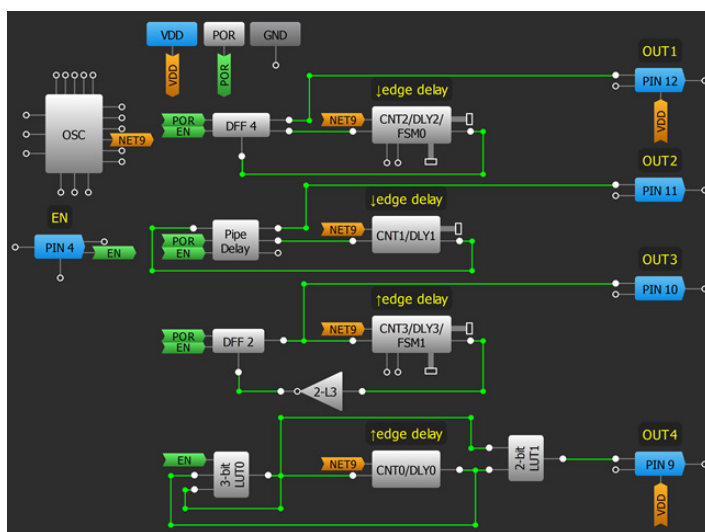 VDD
POR
GND
VDD
POR
OSC
NET9
POR
EN
DFF 4
NET9
↓edge delay
CNT2/DLY2/
FSM0
OUT1
PIN 12
VDD
EN
PIN 4
EN
POR
EN
Pipe
Delay
NET9
↓edge delay
CNT1/DLY1
OUT2
PIN 11
POR
EN
DFF 2
NET9
↑edge delay
CNT3/DLY3/
FSM1
2-L3
OUT3
PIN 10
EN
3-bit
LUT0
NET9
↑edge delay
CNT0/DLY0
2-bit
LUT1
OUT4
PIN 9
VDD